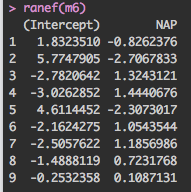 > ranef(m6)
(Intercept) NAP
1 1.8323510 -0.8262376
2 5.7747905 -2.7067833
3 -2.7820642 1.3243121
4 -3.0262852 1.4440676
5 4.6114452 -2.3073017
6 -2.1624275 1.0543544
7 -2.5057622 1.1856986
8 -1.4888119 0.7231768
9 -0.2532358 0.1087131